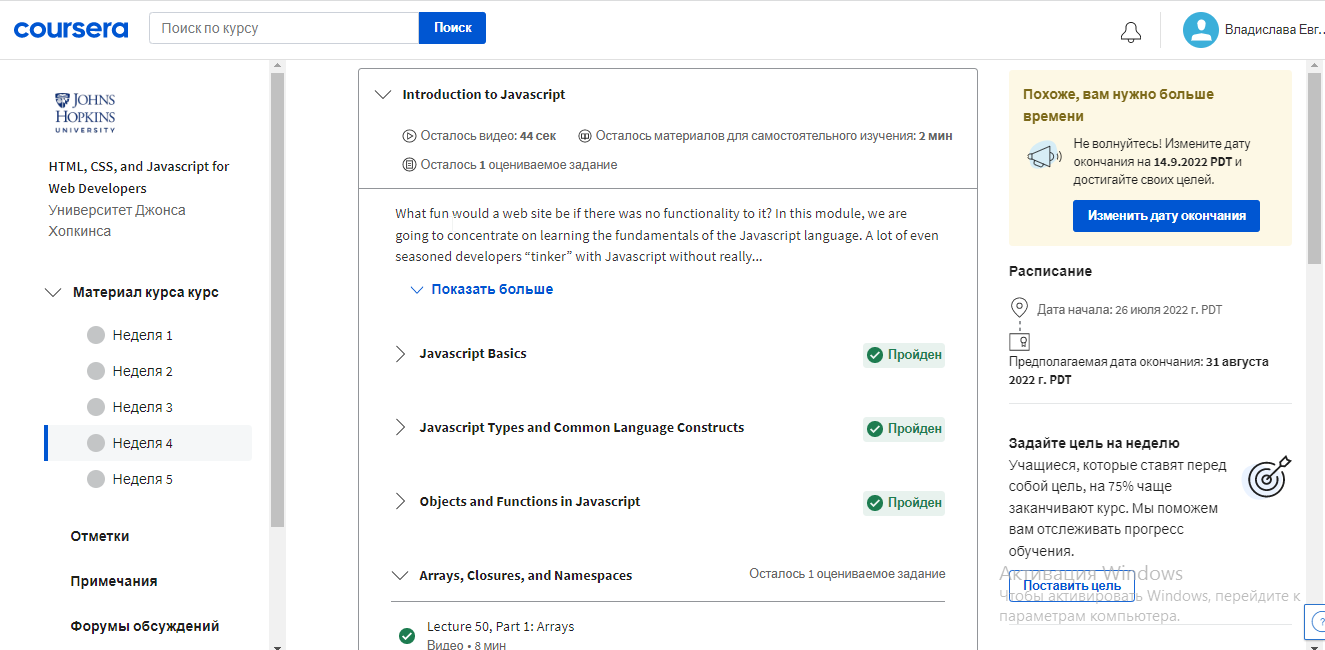 coursera
Поиск по курсу
Поиск
Владислава Евг...
JOHNS
HOPKINS
UNIVERSITY
HTML, CSS, and Javascript for
Web Developers
Университет Джонса
Хопкинса
Материал курса курс
Неделя 1
Неделя 2
Неделя 3
Неделя 4
Неделя 5
Отметки
Примечания
Форумы обсуждений
Introduction to Javascript
Осталось видео: 44 сек
Осталось материалов для самостоятельного изучения: 2 мин
Осталось 1 оцениваемое задание
What fun would a web site be if there was no functionality to it? In this module, we are
going to concentrate on learning the fundamentals of the Javascript language. A lot of even
seasoned developers “tinker” with Javascript without really...
Показать больше
Javascript Basics
Пройден
Javascript Types and Common Language Constructs
Пройден
Objects and Functions in Javascript
Пройден
Arrays, Closures, and Namespaces
Осталось 1 оцениваемое задание
Lecture 50, Part 1: Arrays
Видео • 8 мин
Похоже, вам нужно больше
времени
Не волнуйтесь! Измените дату
окончания на 14.9.2022 PDT и
достигайте своих целей.
Изменить дату окончания
Расписание
Дата начала: 26 июля 2022 г. PDT
Предполагаемая дата окончания: 31 августа
2022 г. PDT
Задайте цель на неделю
Учащиеся, которые ставят перед
собой цель, на 75% чаще
заканчивают курс. Мы поможем
вам отслеживать прогресс
обучения.
Поставить цель
Активация Windows
Чтобы активировать Windows, перейдите к
параметрам компьютера.
?